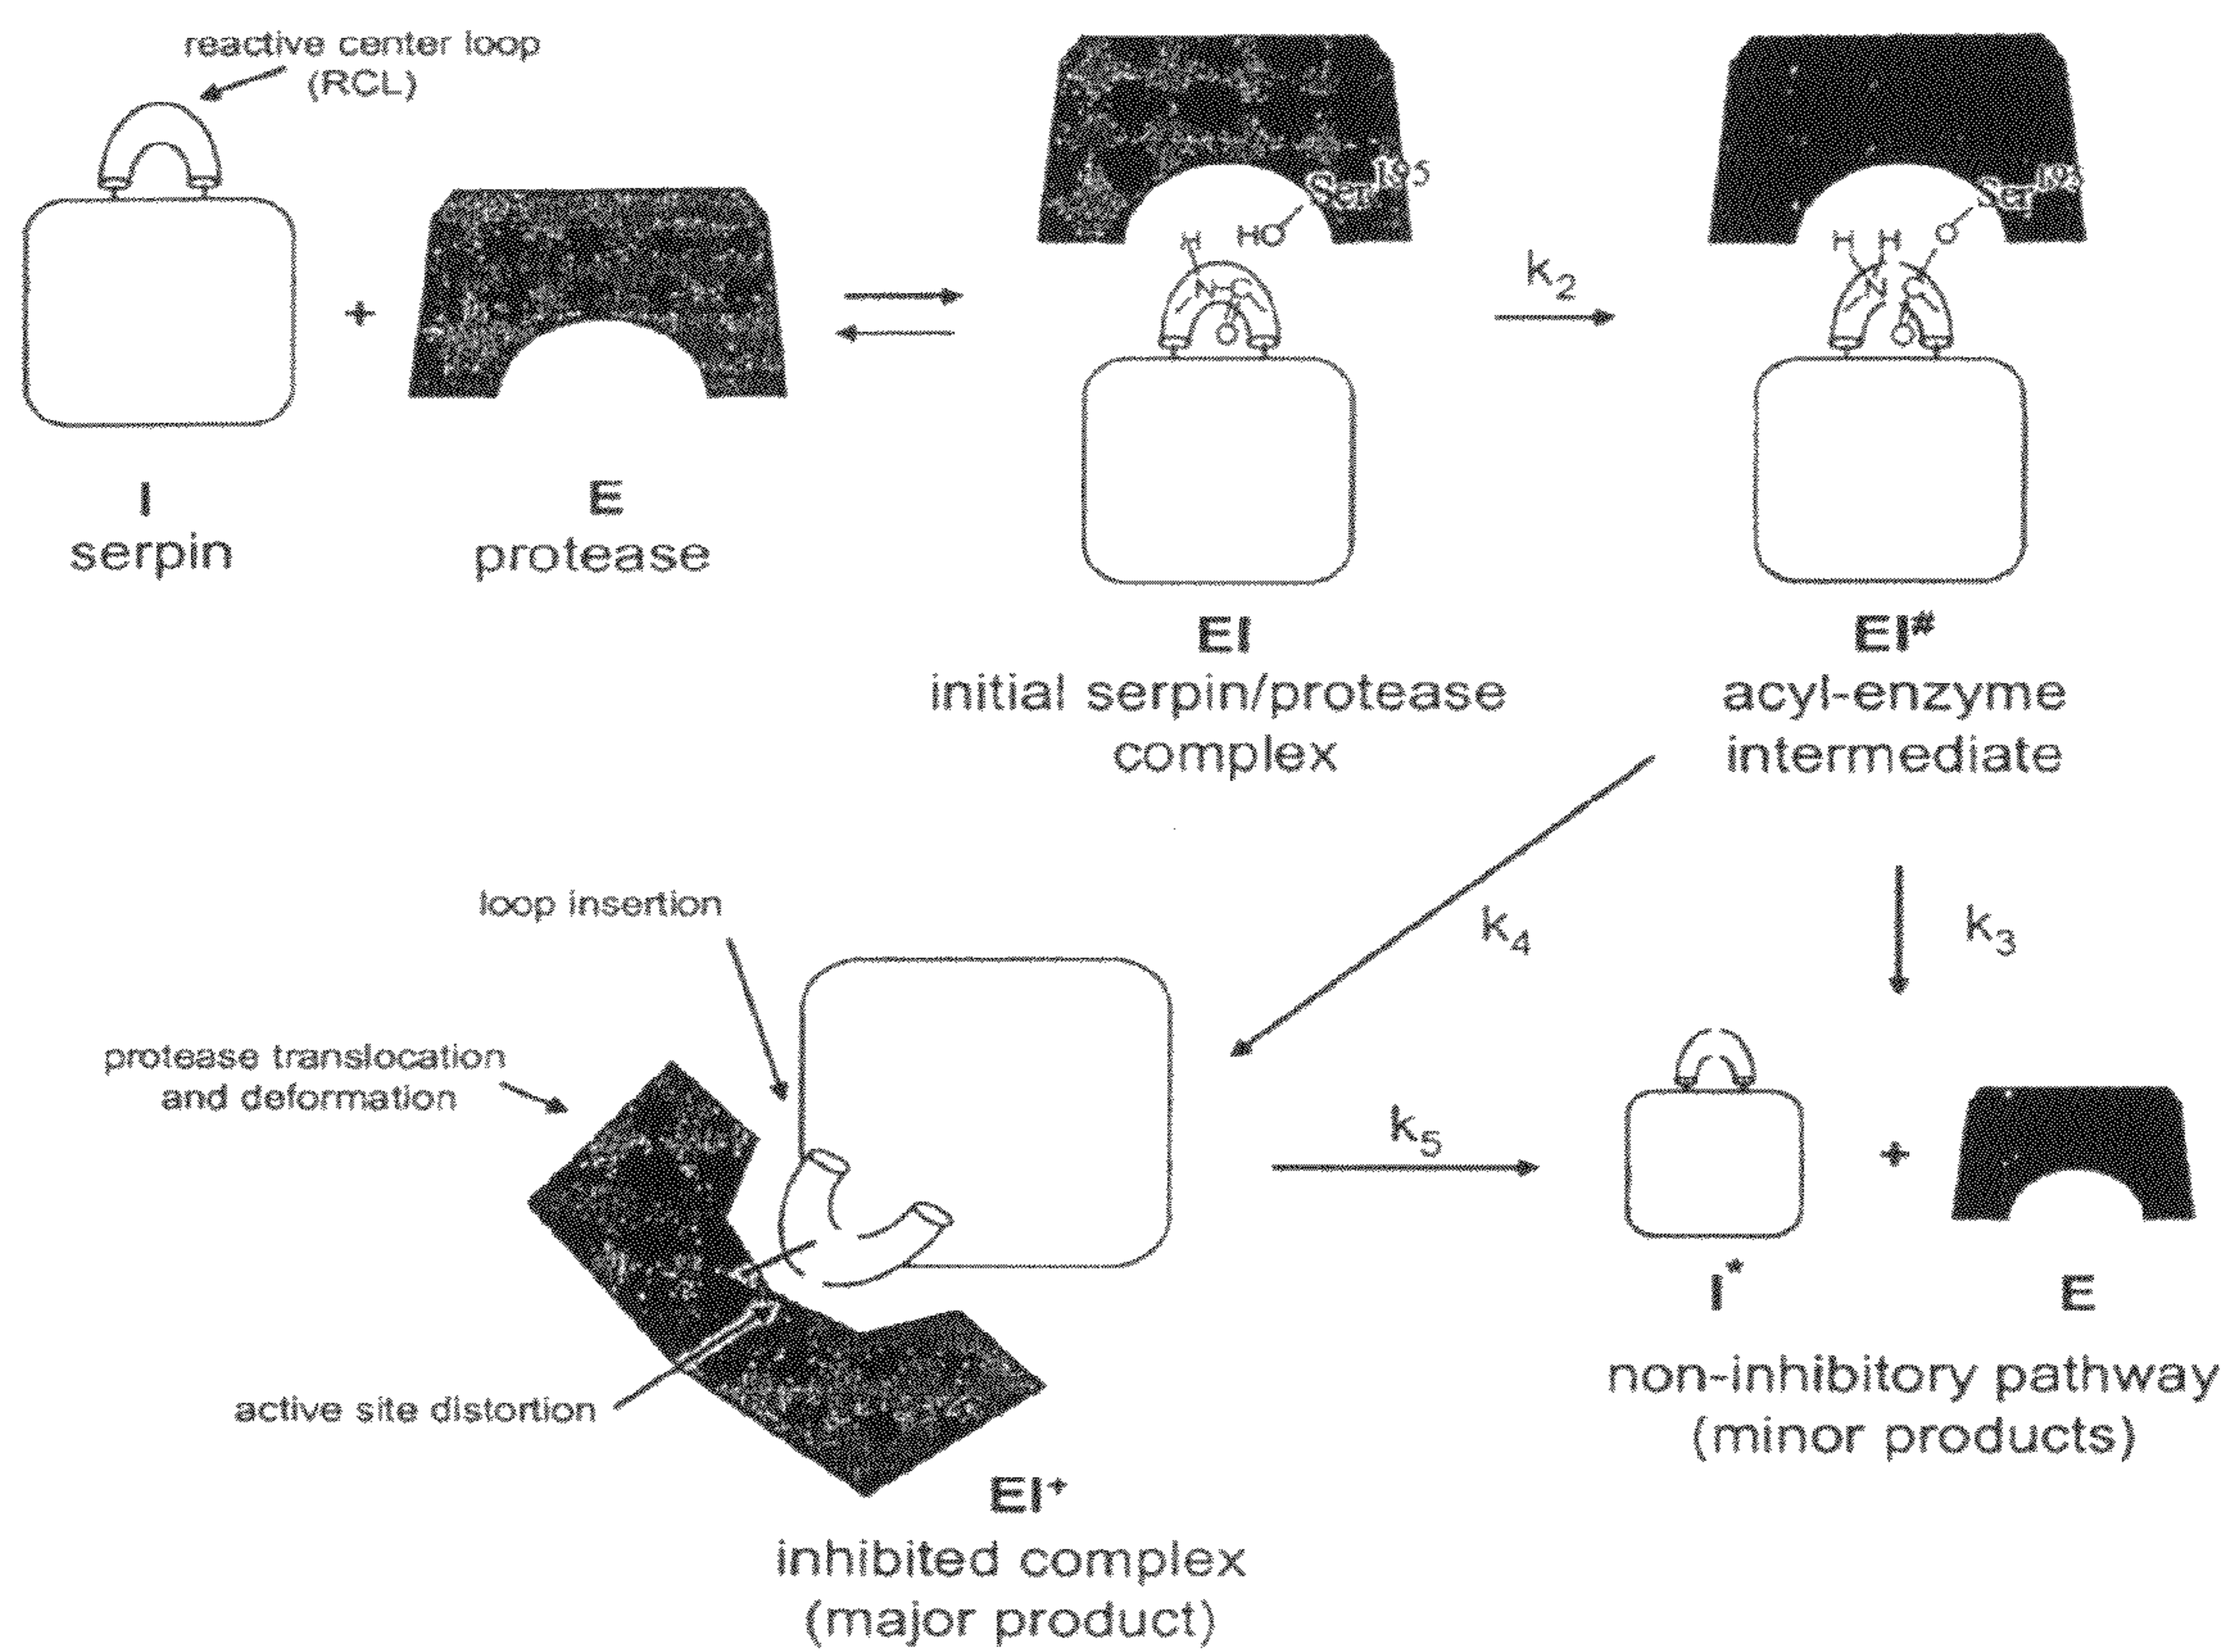 reactive center loop
(RCL)
I
serpin
+
E
protease
Ser195
HO
H
N-C
O
EI
initial serpin/protease
complex
k2
Ser195
H H O
N C
O
EI#
acyl-enzyme
intermediate
k4
k3
loop insertion
protease translocation
and deformation
active site distortion
EI+
inhibited complex
(major product)
k5
I*
+
E
non-inhibitory pathway
(minor products)